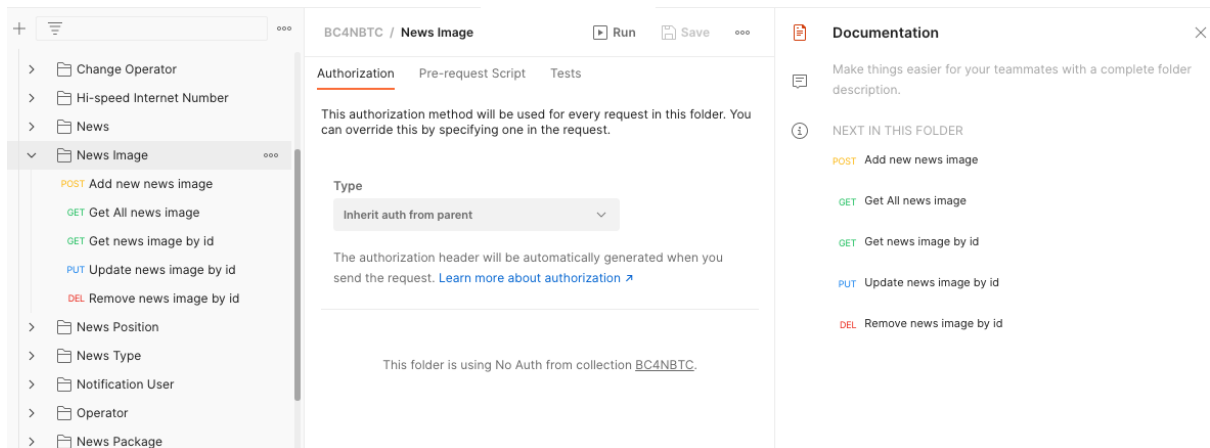 Change Operator
Hi-speed Internet Number
News
News Image
POST Add new news image
GET Get All news image
GET Get news image by id
PUT Update news image by id
DEL Remove news image by id
News Position
News Type
Notification User
Operator
News Package
BC4NBTC / News Image
Run
Save
Authorization
Pre-request Script
Tests
This authorization method will be used for every request in this folder. You
can override this by specifying one in the request.
Type
Inherit auth from parent
The authorization header will be automatically generated when you
send the request. Learn more about authorization ↗
This folder is using No Auth from collection BC4NBTC.
Documentation
Make things easier for your teammates with a complete folder
description.
NEXT IN THIS FOLDER
POST Add new news image
GET Get All news image
GET Get news image by id
PUT Update news image by id
DEL Remove news image by id